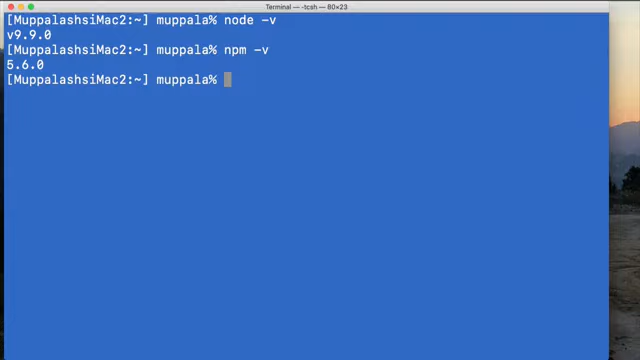 Terminal — -tcsh — 80×23
[MuppalashsiMac2:~] muppala% node -v
v9.9.0
[MuppalashsiMac2:~] muppala% npm -v
5.6.0
[MuppalashsiMac2:~] muppala%